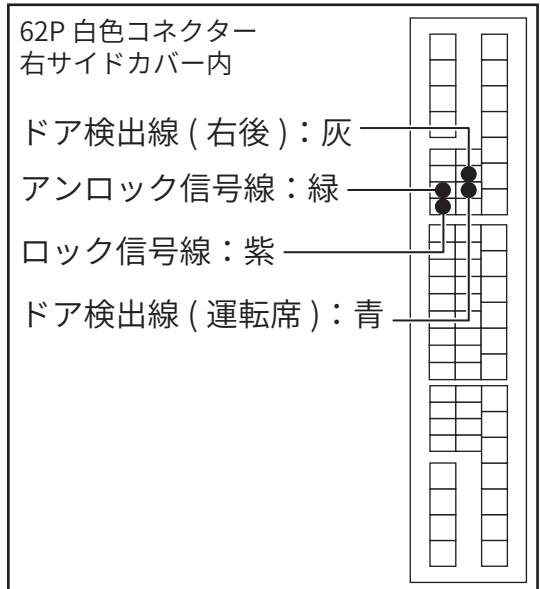 62P 白色コネクター
右サイドカバー内
ドア検出線 ( 右後 )：灰
アンロック信号線：緑
ロック信号線：紫
ドア検出線 ( 運転席 )：青